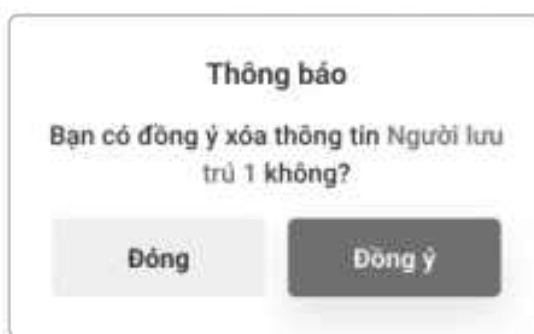 Thông báo
Bạn có đồng ý xóa thông tin Người lưu
trú 1 không?
Đóng
Đồng ý